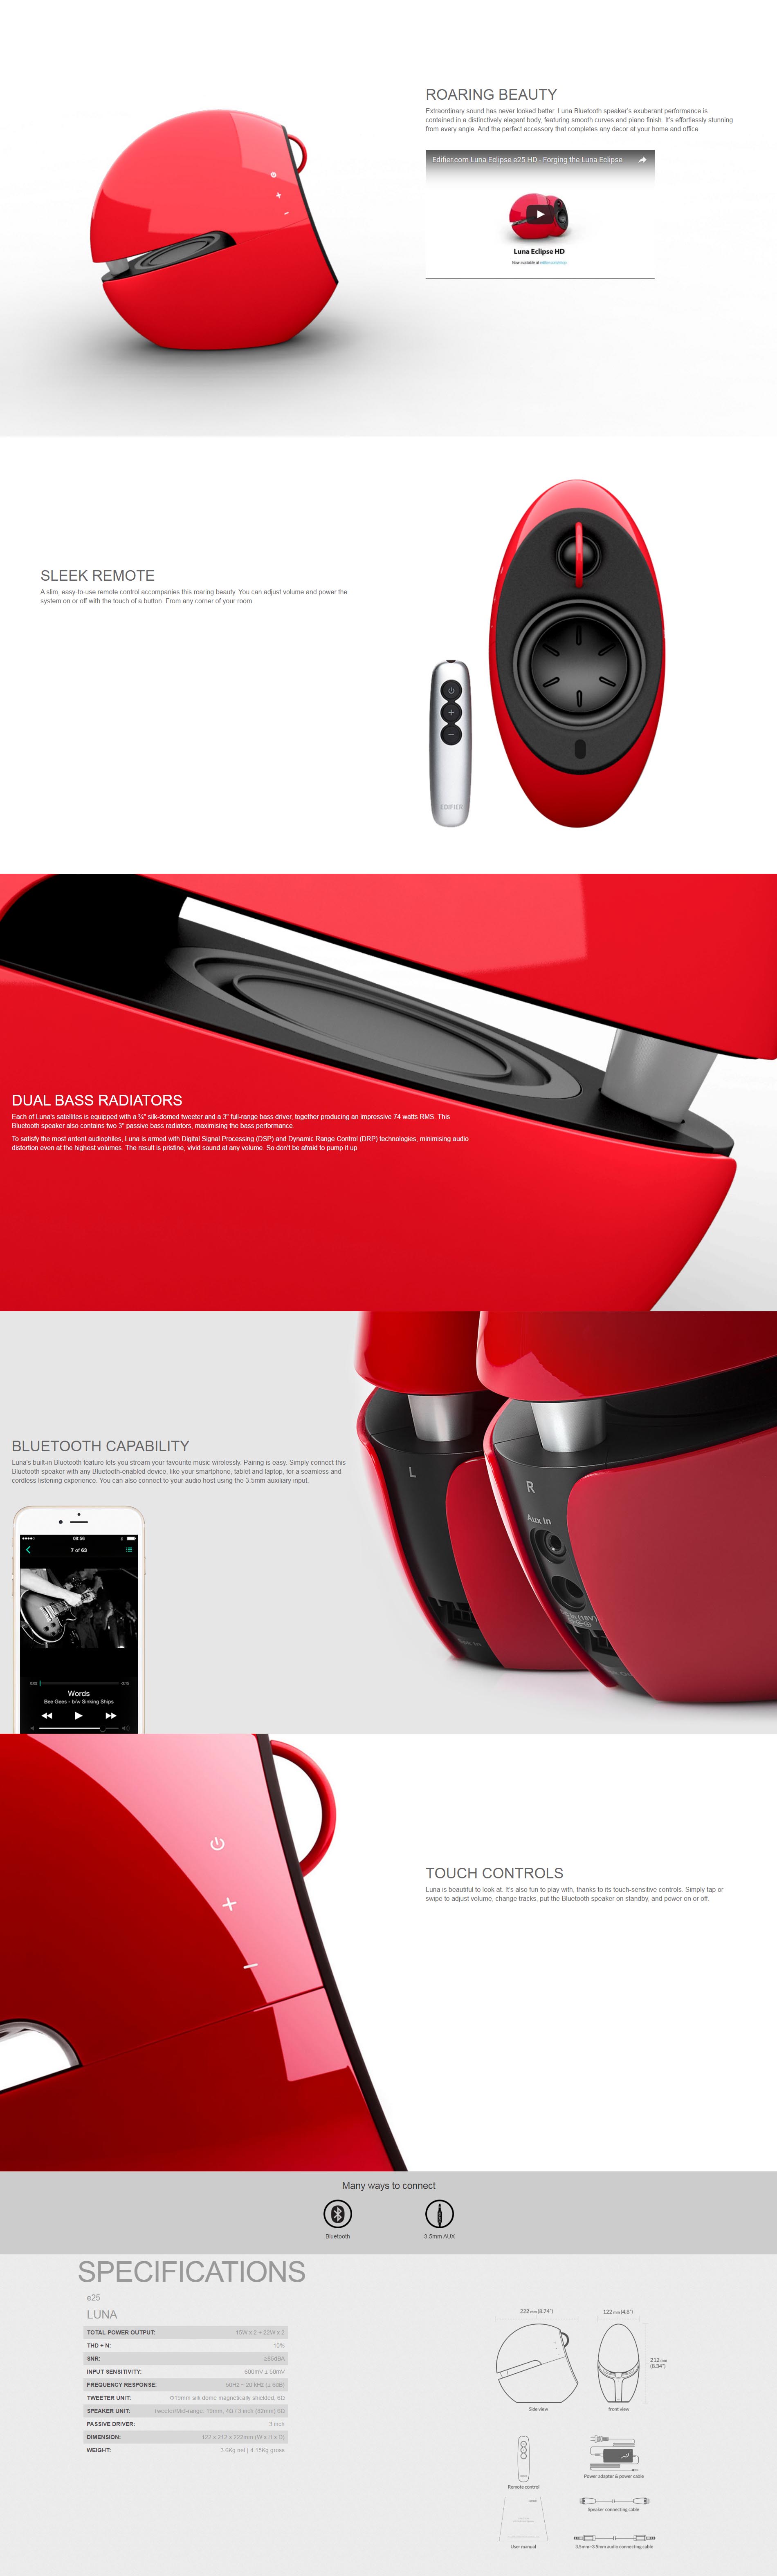 ROARING BEAUTY
Extraordinary sound has never looked better. Luna Bluetooth speaker's exuberant performance is
contained in a distinctively elegant body, featuring smooth curves and piano finish. It's effortlessly stunning
from every angle. And the perfect accessory that completes any decor at your home and office.
Edifier.com Luna Eclipse e25 HD - Forging the Luna Eclipse
Luna Eclipse HD
Now available at
SLEEK REMOTE
A slim, easy-to-use remote control accompanies this roaring beauty. You can adjust volume and power the
system on or off with the touch of a button. From any corner of your room.
EDIFIER
DUAL BASS RADIATORS
Each of Luna's satellites is equipped with a ¾" silk-domed tweeter and a 3" full-range bass driver, together producing an impressive 74 watts RMS. This
Bluetooth speaker also contains two 3" passive bass radiators, maximising the bass performance.
To satisfy the most ardent audiophiles, Luna is armed with Digital Signal Processing (DSP) and Dynamic Range Control (DRP) technologies, minimising audio
distortion even at the highest volumes. The result is pristine, vivid sound at any volume. So don't be afraid to pump it up.
BLUETOOTH CAPABILITY
Luna's built-in Bluetooth feature lets you stream your favourite music wirelessly. Pairing is easy. Simply connect this
Bluetooth speaker with any Bluetooth-enabled device, like your smartphone, tablet and laptop, for a seamless and
cordless listening experience. You can also connect to your audio host using the 3.5mm auxiliary input.
L
R
Aux In
08:56
7 of 63
Words
Bee Gees - b/w Sinking Ships
TOUCH CONTROLS
Luna is beautiful to look at. It's also fun to play with, thanks to its touch-sensitive controls. Simply tap or
swipe to adjust volume, change tracks, put the Bluetooth speaker on standby, and power on or off.
Many ways to connect
Bluetooth
3.5mm AUX
SPECIFICATIONS
e25
LUNA
TOTAL POWER OUTPUT: 15W x 2 + 22W x 2
THD + N: 10%
SNR: ≥85dBA
INPUT SENSITIVITY: 600mV ± 50mV
FREQUENCY RESPONSE:
TWEETER UNIT: Φ19mm silk dome magnetically shielded, 6Ω
SPEAKER UNIT: Tweeter/Mid-range: 19mm, 4Ω / 3 inch (82mm) 6Ω
PASSIVE DRIVER: 3 inch
DIMENSION: 122 x 212 x 222mm (W x H x D)
WEIGHT: 3.6Kg net | 4.10Kg gross
222 mm (8.74")
122 mm (4.8")
212 mm
(8.34")
Side view
front view
Remote control
Power adapter & power cable
Speaker connecting cable
User manual
3.5mm-3.5mm audio connecting cable